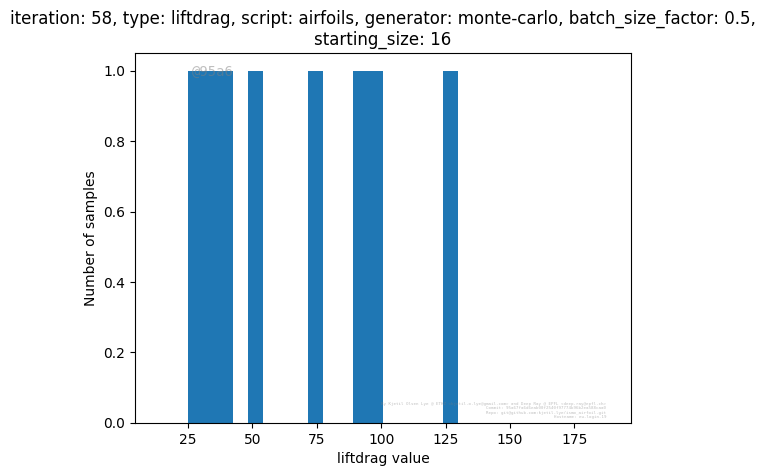 iteration: 58, type: liftdrag, script: airfoils, generator: monte-carlo, batch_size_factor: 0.5,
starting_size: 16
@95a6
1.0
0.8
0.6
0.4
0.2
0.0
Number of samples
25 50 75 100 125 150 175
liftdrag value